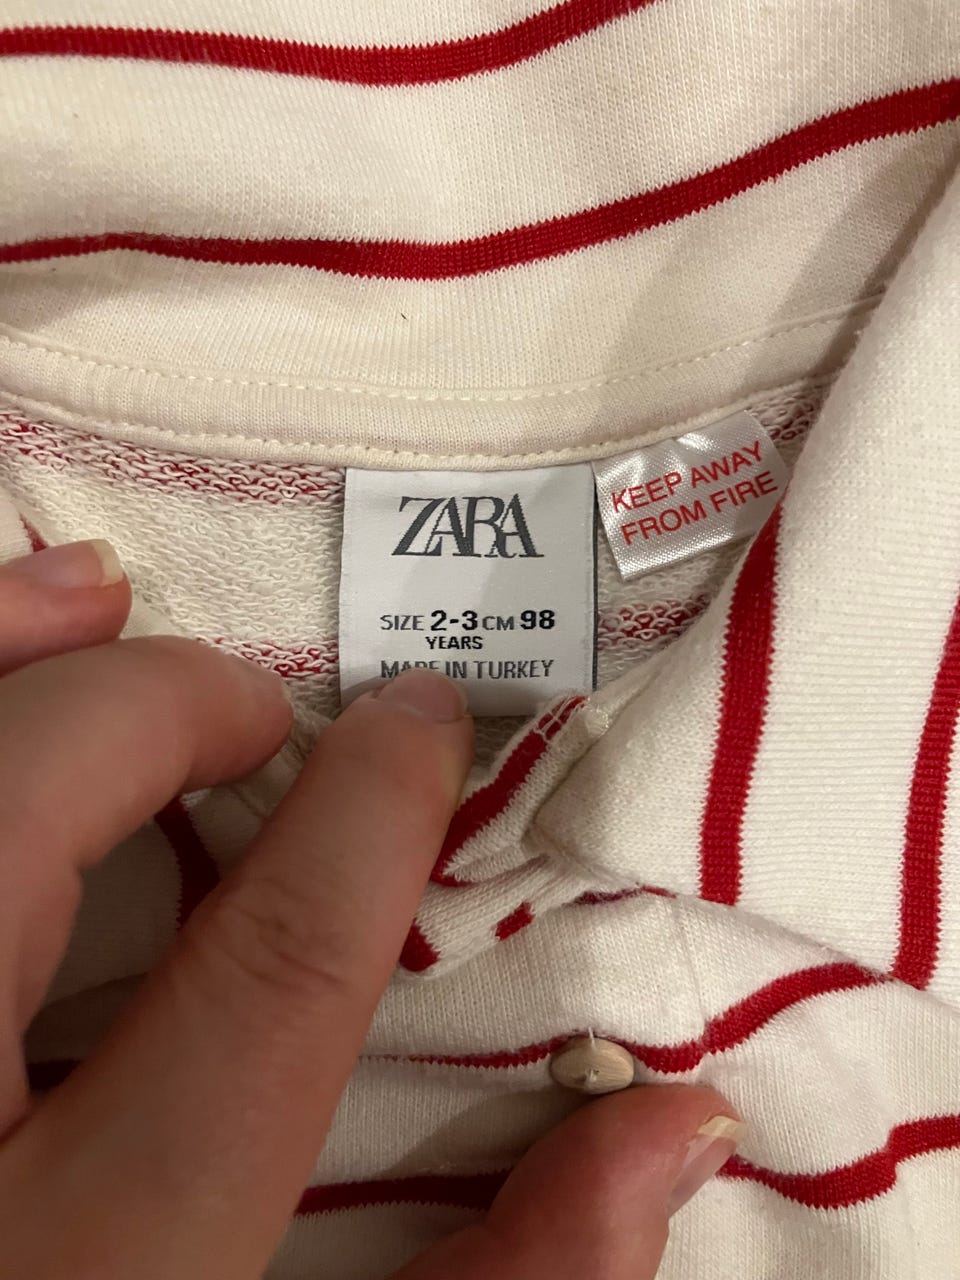 ZARA
SIZE 2-3 CM 98
YEARS
MADE IN TURKEY
KEEP AWAY
FROM FIRE